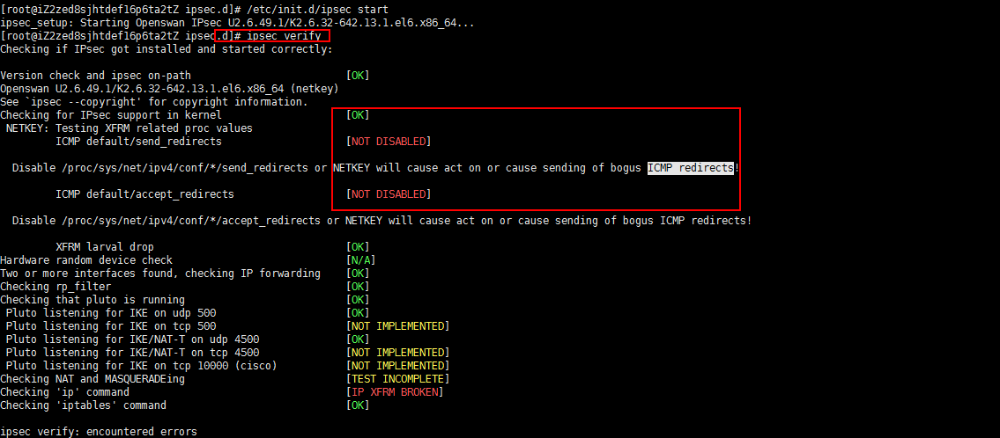 [root@iZ2zed8sjhtdef16p6ta2tZ ipsec.d]# /etc/init.d/ipsec start
ipsec_setup: Starting Openswan IPsec U2.6.49.1/K2.6.32-642.13.1.el6.x86_64...
[root@iZ2zed8sjhtdef16p6ta2tZ ipsec.d]# ipsec verify
Checking if IPsec got installed and started correctly:
Version check and ipsec on-path [OK]
Openswan U2.6.49.1/K2.6.32-642.13.1.el6.x86_64 (netkey)
See `ipsec --copyright' for copyright information.
Checking for IPsec support in kernel [OK]
NETKEY: Testing XFRM related proc values
ICMP default/send_redirects [NOT DISABLED]
Disable /proc/sys/net/ipv4/conf/*/send_redirects or NETKEY will cause act on or cause sending of bogus ICMP redirects!
ICMP default/accept_redirects [NOT DISABLED]
Disable /proc/sys/net/ipv4/conf/*/accept_redirects or NETKEY will cause act on or cause sending of bogus ICMP redirects!
XFRM larval drop [OK]
Hardware random device check [N/A]
Two or more interfaces found, checking IP forwarding [OK]
Checking rp_filter [OK]
Checking that pluto is running [OK]
Pluto listening for IKE on udp 500 [OK]
Pluto listening for IKE on tcp 500 [NOT IMPLEMENTED]
Pluto listening for IKE/NAT-T on udp 4500 [OK]
Pluto listening for IKE/NAT-T on tcp 4500 [NOT IMPLEMENTED]
Pluto listening for IKE on tcp 10000 (cisco) [NOT IMPLEMENTED]
Checking NAT and MASQUERADEing [TEST INCOMPLETE]
Checking 'ip' command [IP XFRM BROKEN]
Checking 'iptables' command [OK]
ipsec verify: encountered errors